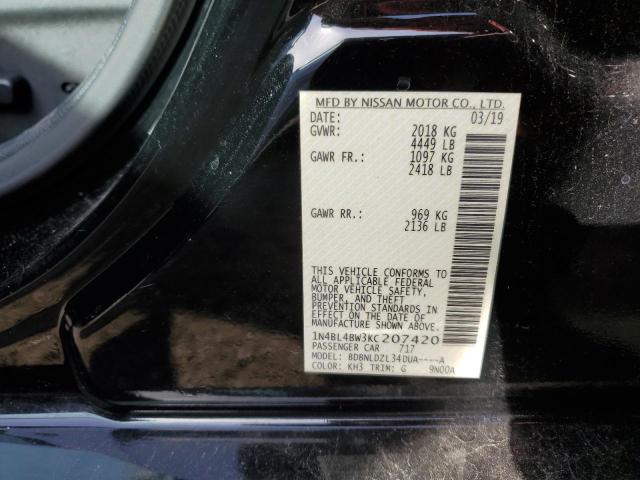 MFD BY NISSAN MOTOR CO., LTD.
DATE: 03/19
GVWR: 2018 KG
4449 LB
GAWR FR.: 1097 KG
2418 LB
GAWR RR.: 969 KG
2136 LB
THIS VEHICLE CONFORMS TO
ALL APPLICABLE FEDERAL
MOTOR VEHICLE SAFETY,
BUMPER, AND THEFT
PREVENTION STANDARDS IN
EFFECT ON THE DATE OF
MANUFACTURE SHOWN ABOVE.
1N4BL4BW3KC207420
PASSENGER CAR 717
MODEL: BDBNLDZL34DUA----A
COLOR: KH3 TRIM: G 9N00A